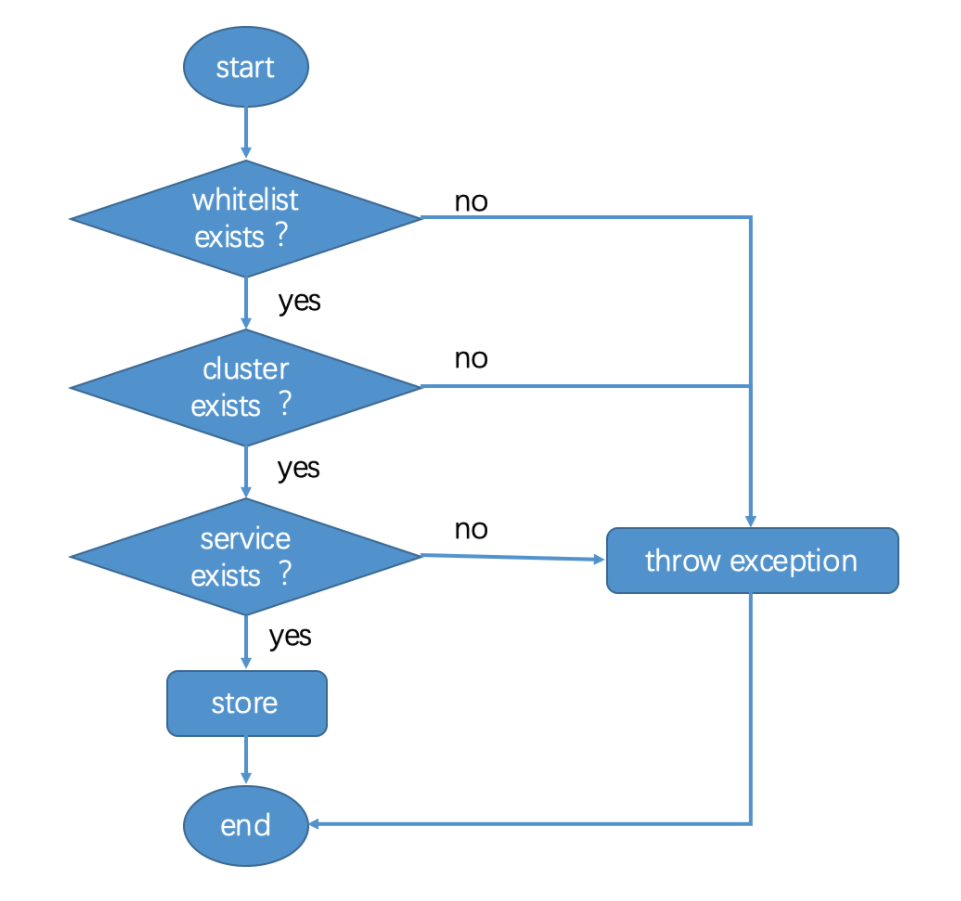 start
whitelist
exists？
no
yes
cluster
exists ？
no
yes
service
exists ？
no
throw exception
yes
store
end